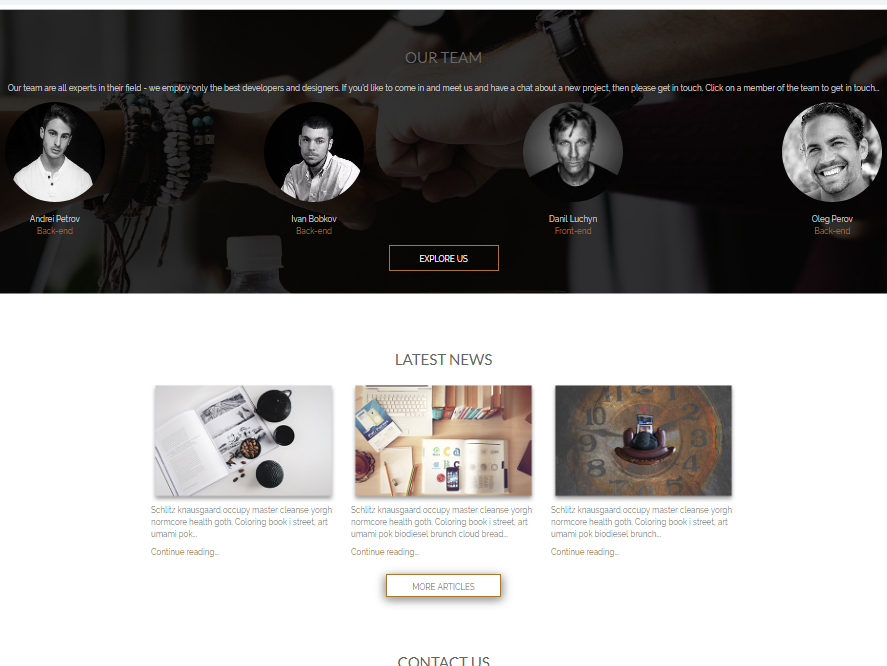 OUR TEAM
Our team are all experts in their field - we employ only the best developers and designers. If you'd like to come in and meet us and have a chat about a new project, then please get in touch. Click on a member of the team to get in touch...
Andrei Petrov
Back-end
Ivan Bobkov
Back-end
Danil Luchyn
Front-end
Oleg Perov
Back-end
EXPLORE US
LATEST NEWS
Schlitz knausgaard occupy master cleanse yorgh
normcore health goth. Coloring book i street, art
umami pok...
Continue reading...
Schlitz knausgaard occupy master cleanse yorgh
normcore health goth. Coloring book i street, art
umami pok biodiesel brunch cloud bread...
Continue reading...
Schlitz knausgaard occupy master cleanse yorgh
normcore health goth. Coloring book i street, art
umami pok biodiesel brunch...
Continue reading...
MORE ARTICLES
CONTACT US